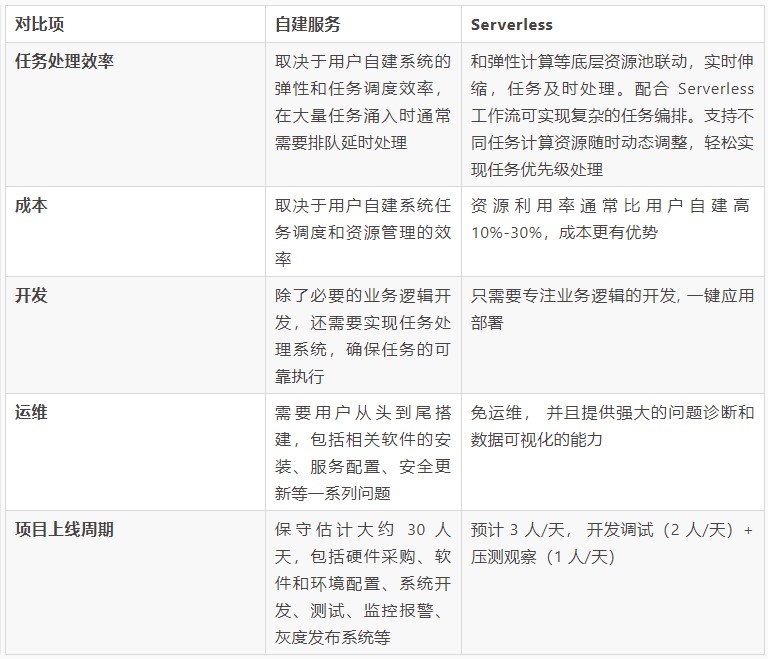 对比项
自建服务
Serverless
任务处理效率
取决于用户自建系统的
弹性和任务调度效率，
在大量任务涌入时通常
需要排队延时处理
和弹性计算等底层资源池联动，实时伸
缩，任务及时处理。配合 Serverless
工作流可实现复杂的任务编排。支持不
同任务计算资源随时动态调整，轻松实
现任务优先级处理
成本
取决于用户自建系统任
务调度和资源管理的效
率
资源利用率通常比用户自建高
10%-30%，成本更有优势
开发
除了必要的业务逻辑开
发，还需要实现任务处
理系统，确保任务的可
靠执行
只需要专注业务逻辑的开发, 一键应用
部署
运维
需要用户从头到尾搭
建，包括相关软件的安
装、服务配置、安全更
新等一系列问题
免运维， 并且提供强大的问题诊断和
数据可视化的能力
项目上线周期
保守估计大约 30 人
天，包括硬件采购、软
件和环境配置、系统开
发、测试、监控报警、
灰度发布系统等
预计 3 人/天， 开发调试（2 人/天）+
压测观察（1 人/天）